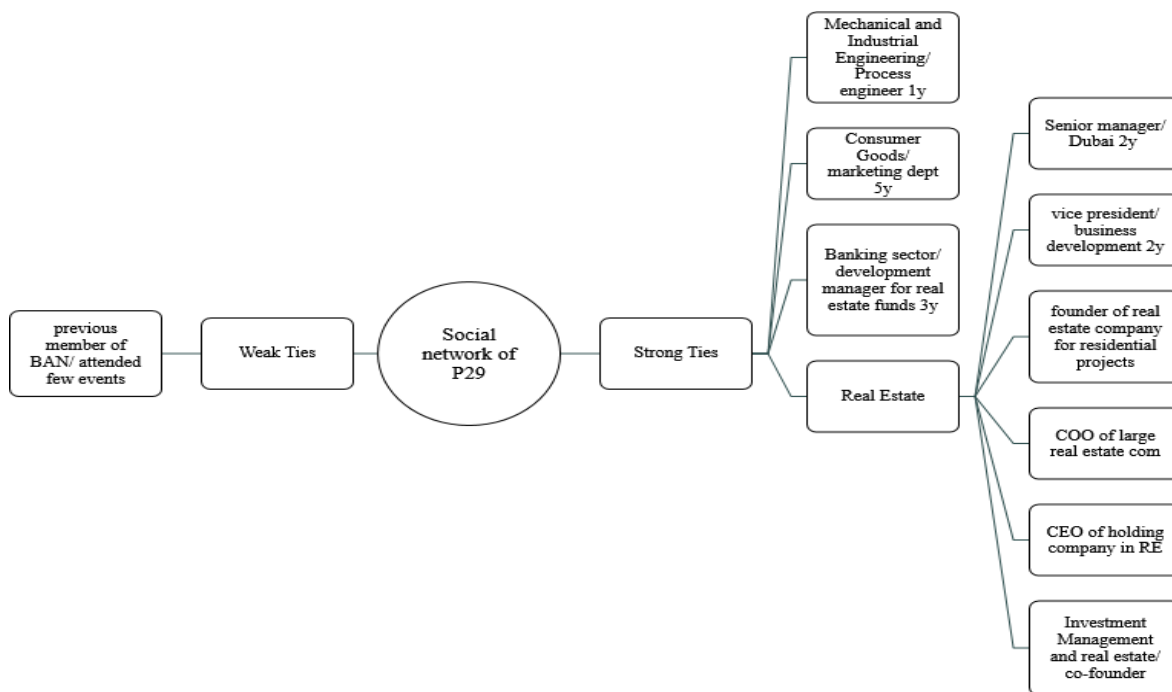 previous
member of
BAN/ attended
few events
Weak Ties
Social
network of
P29
Strong Ties
Mechanical and
Industrial
Engineering/
Process
engineer 1y
Consumer
Goods/
marketing dept
5y
Banking sector/
development
manager for real
estate funds 3y
Real Estate
Senior manager/
Dubai 2y
vice president/
business
development 2y
founder of real
estate company
for residential
projects
COO of large
real estate com
CEO of holding
company in RE
Investment
Management
and real estate/
co-founder